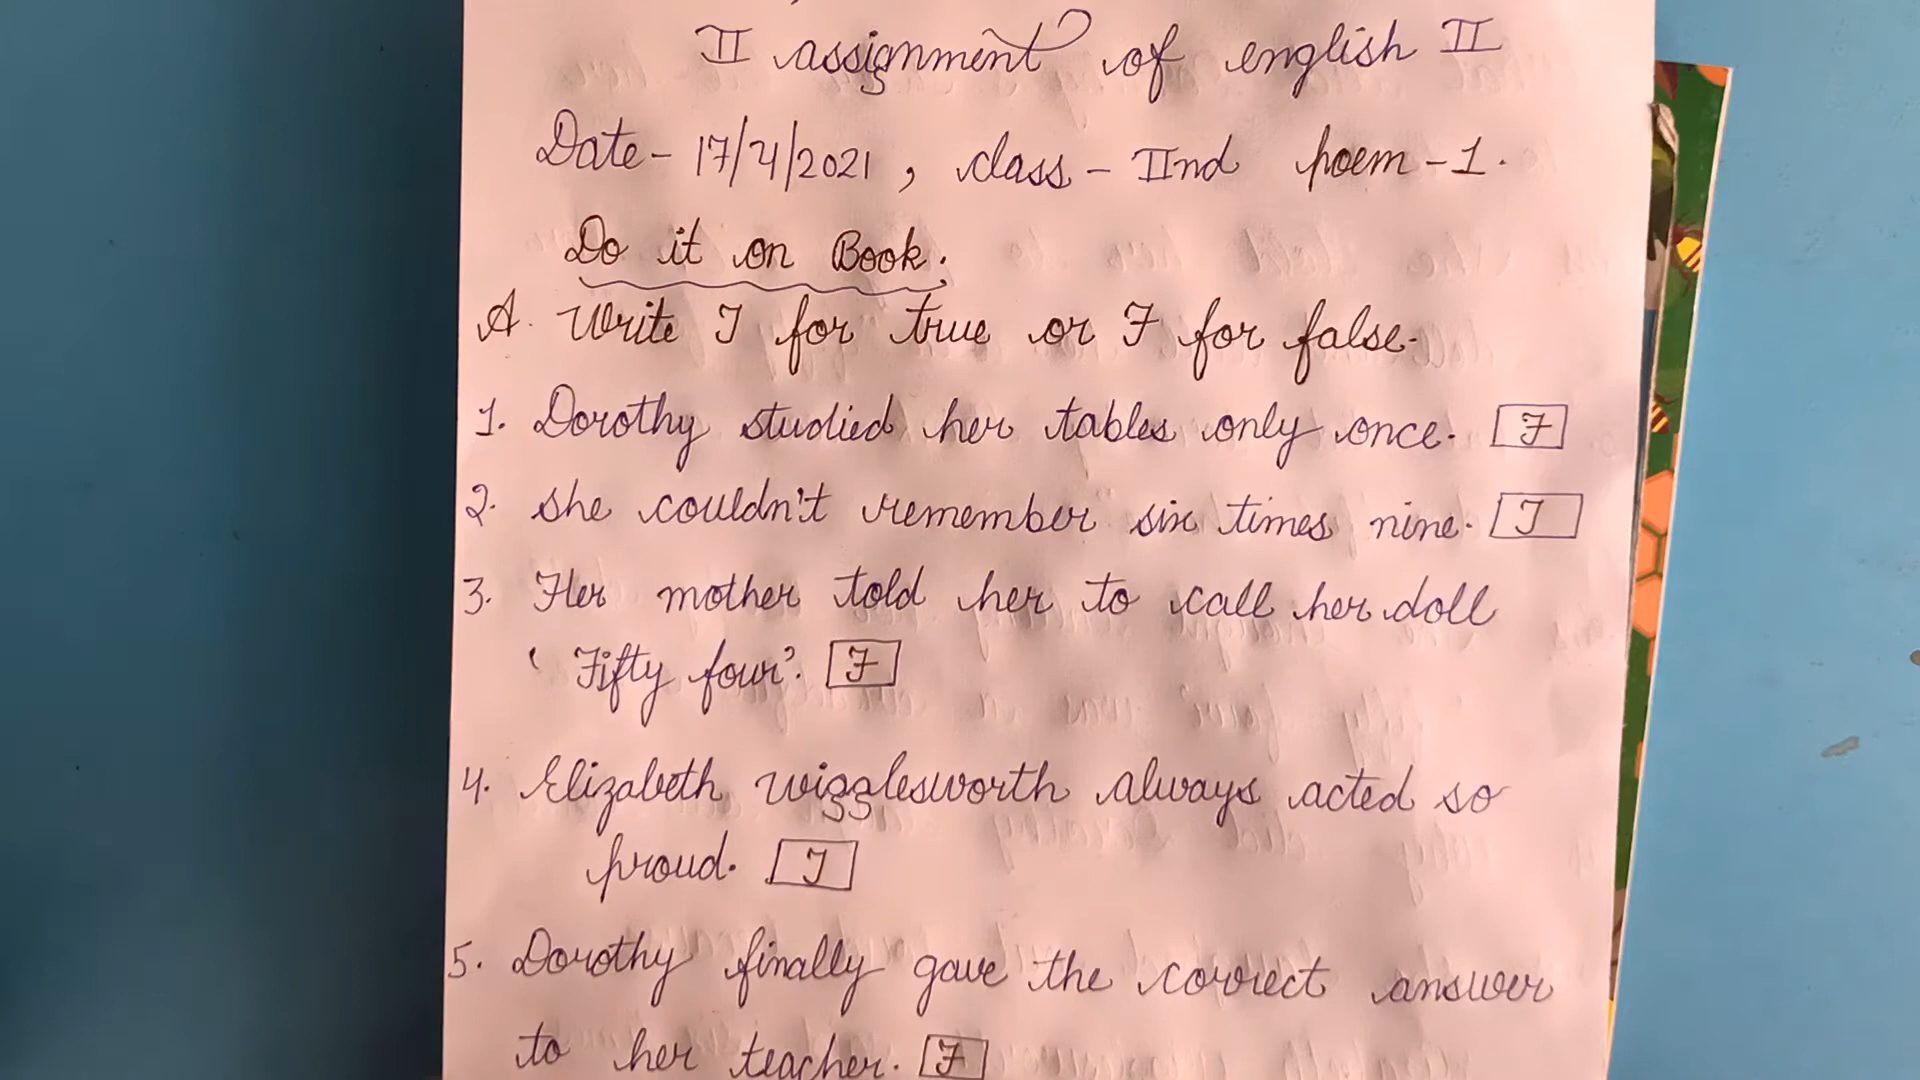 II assignment of english II
Date - 17/4/2021, class - IInd poem - 1.
Do it on Book.
A. Write T for true or F for false.
1. Dorothy studied her tables only once. F
2. she couldn't remember six times nine. T
3. Her mother told her to call her doll
'Fifty four'. F
4. Elizabeth wigglesworth always acted so
proud. T
5. Dorothy finally gave the correct answer
to her teacher. F